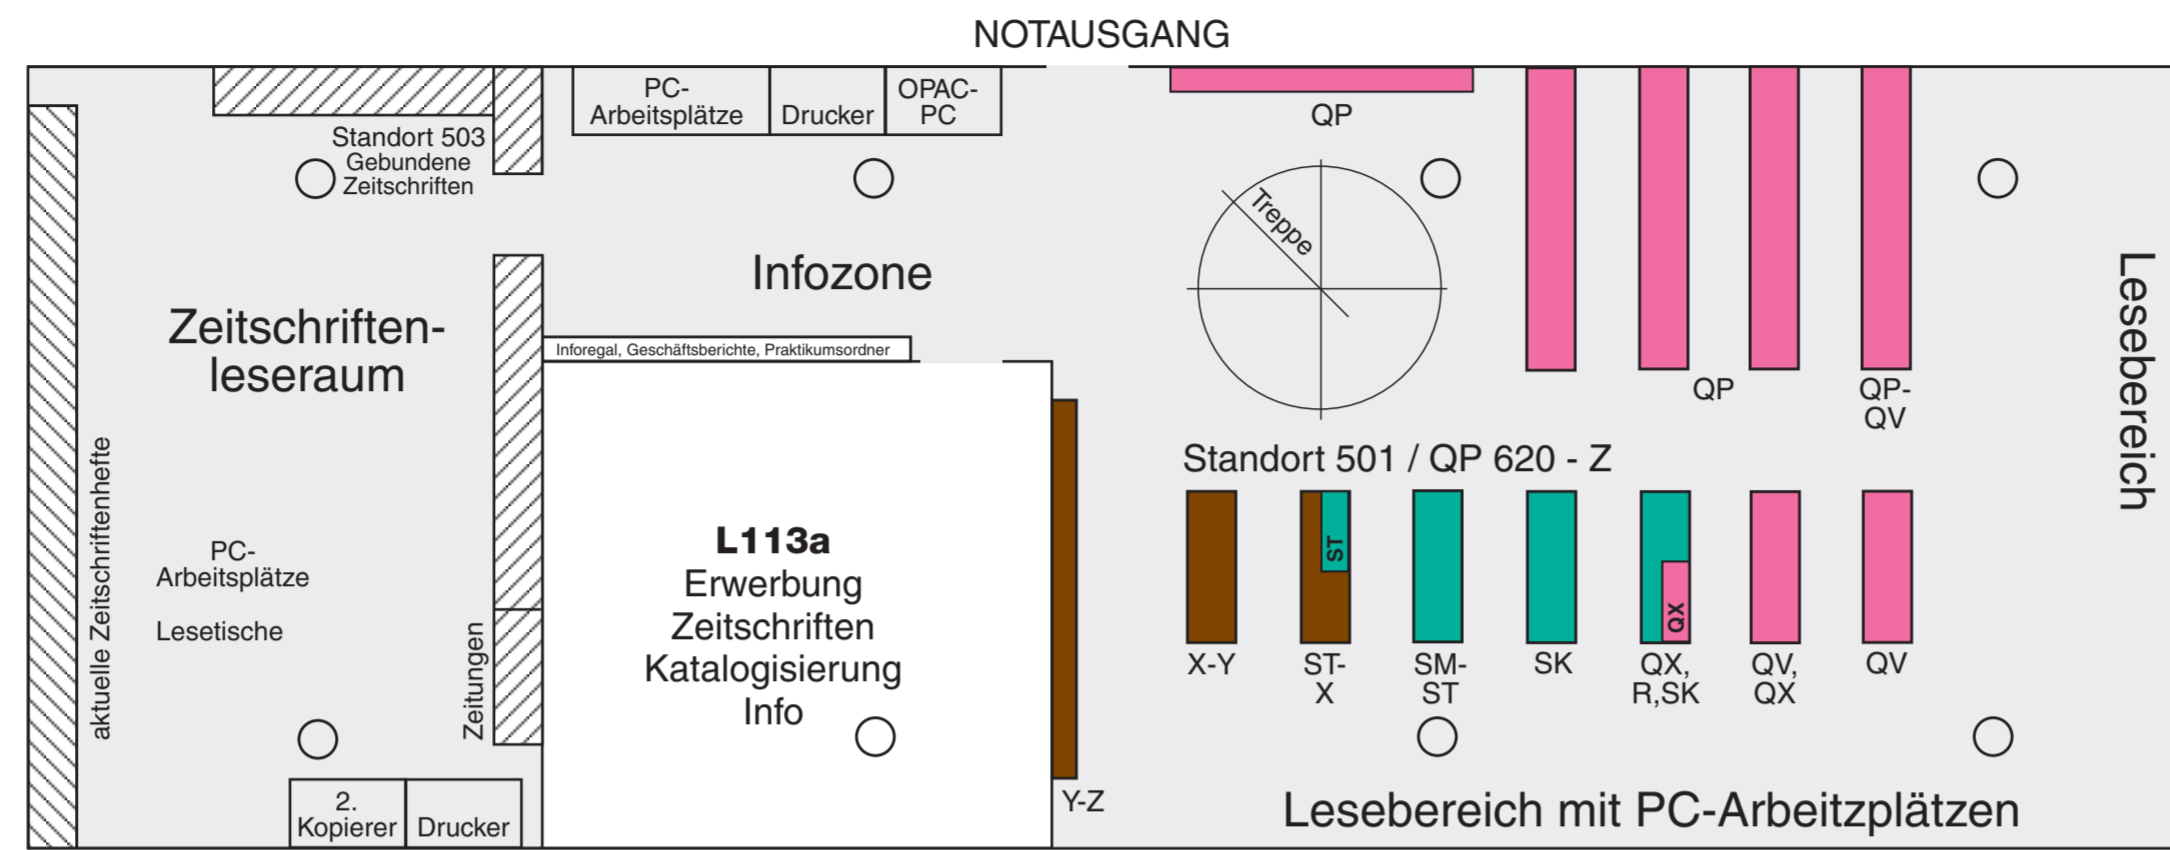 NOTAUSGANG
PC-
Arbeitsplätze
Drucker
OPAC-
PC
QP
Standort 503
Gebundene
Zeitschriften
Treppe
Infozone
Zeitschriften-
leseraum
Inforegal, Geschäftsberichte, Praktikumsordner
QP
QP-
QV
Lesebereich
aktuelle Zeitschriftenhefte
Standort 501 / QP 620 - Z
PC-
Arbeitsplätze
Lesetische
Zeitungen
L113a
Erwerbung
Zeitschriften
Katalogisierung
Info
ST
QX
X-Y
ST-
X
SM-
ST
SK
QX,
R,SK
QV,
QX
QV
2.
Kopierer
Drucker
Y-Z
Lesebereich mit PC-Arbeitzplätzen